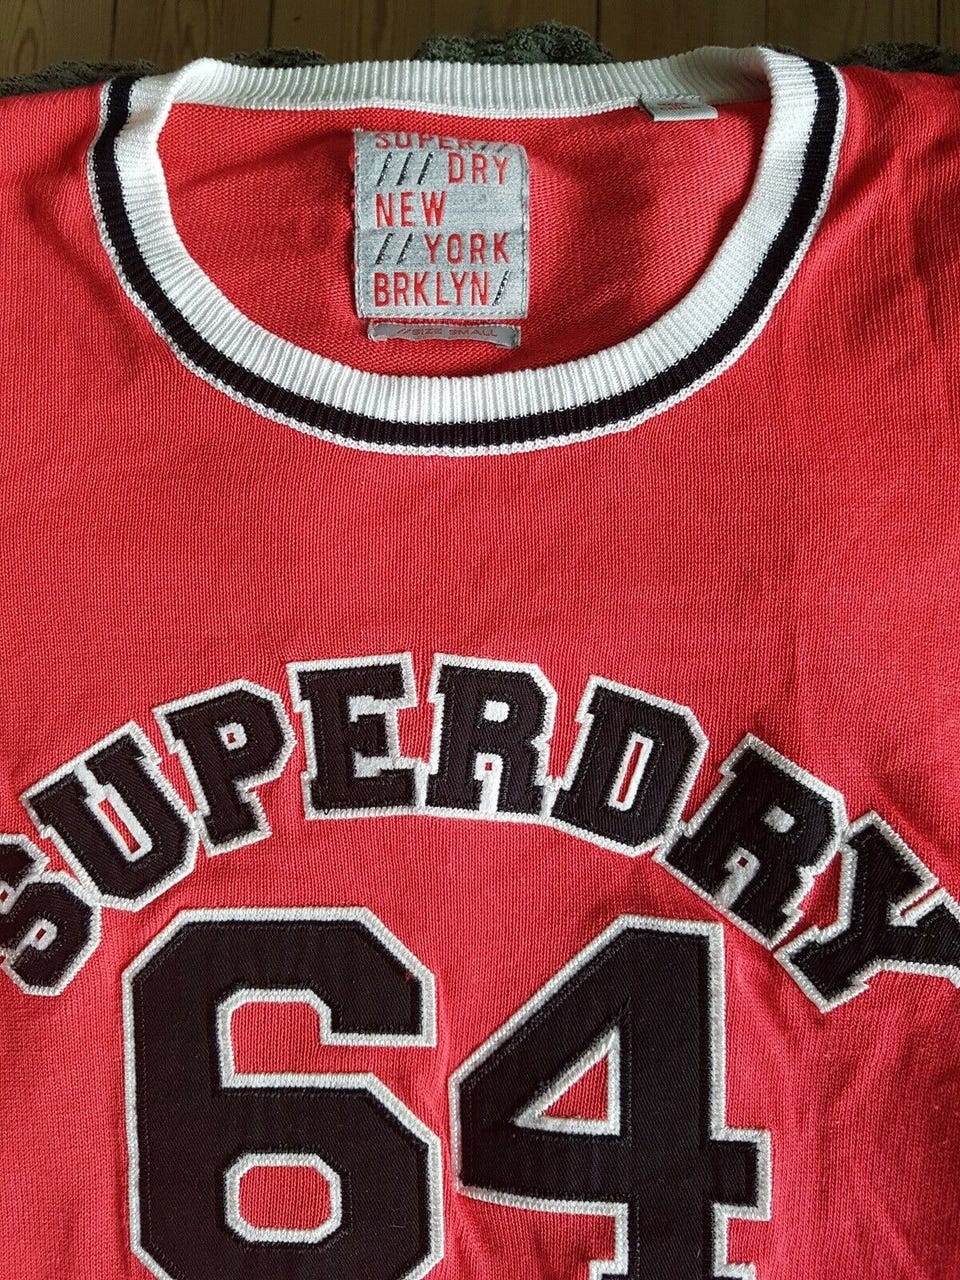 SUPER//
/// DRY
NEW
// YORK
BRKLYN/
//SIZE SMALL
SUPERDRY
64